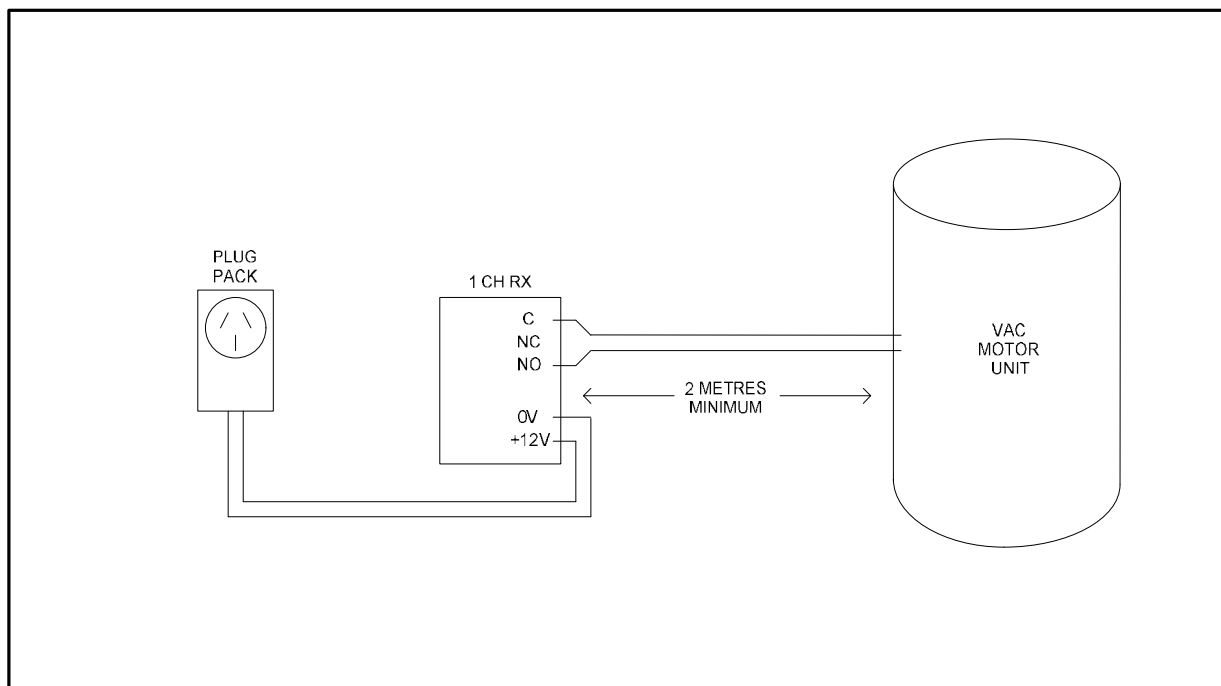 PLUG
PACK
1 CH RX
C
NC
NO
0V
+12V
2 METRES
MINIMUM
VAC
MOTOR
UNIT